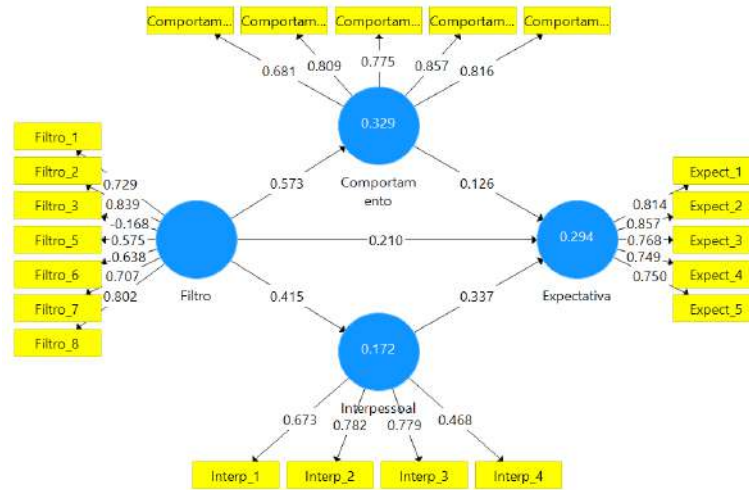 Comportam...
Comportam...
Comportam...
Comportam...
Comportam...
0.681
0.809
0.775
0.857
0.816
Filtro_1
Filtro_2
Filtro_3
Filtro_5
Filtro_6
Filtro_7
Filtro_8
0.729
0.839
-0.168
0.575
0.638
0.707
0.802
Filtro
0.573
0.329
Comportam
ento
0.126
0.210
0.415
0.172
Interpessoal
0.337
0.294
Expectativa
0.814
0.857
0.768
0.749
0.750
Expect_1
Expect_2
Expect_3
Expect_4
Expect_5
0.673
0.782
0.779
0.468
Interp_1
Interp_2
Interp_3
Interp_4